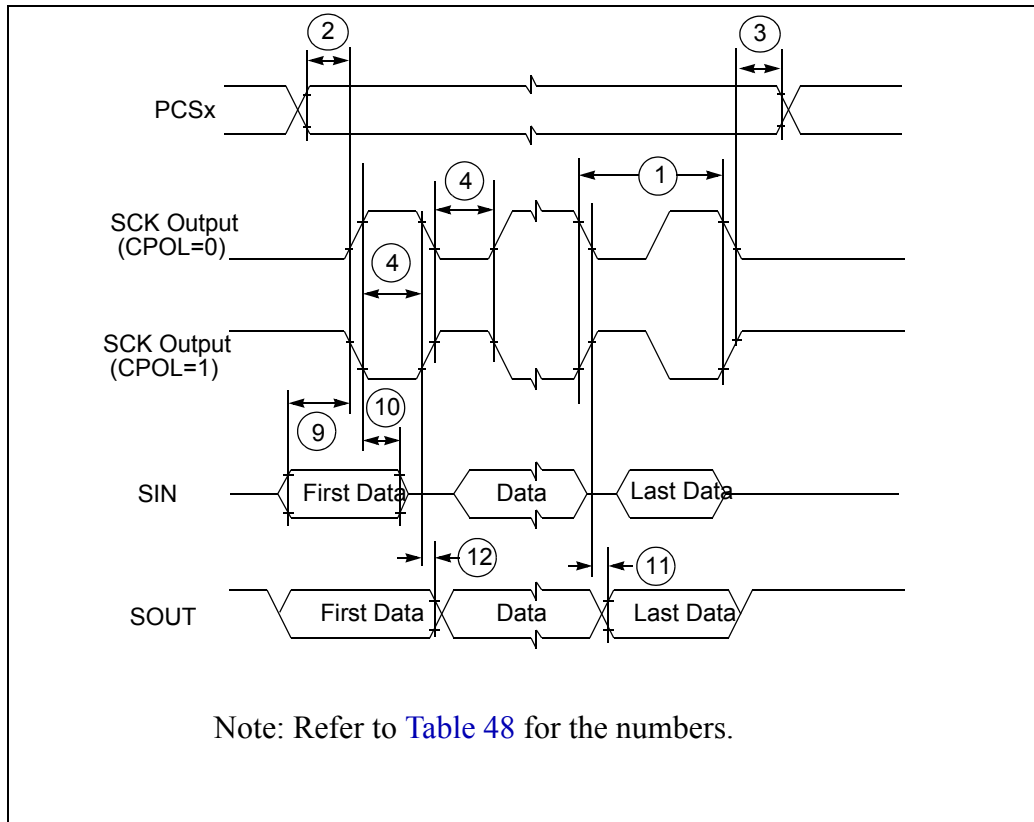 2
3
PCSx
4
1
SCK Output
(CPOL=0)
4
SCK Output
(CPOL=1)
9
10
SIN
First Data
Data
Last Data
12
11
SOUT
First Data
Data
Last Data
Note: Refer to Table 48 for the numbers.